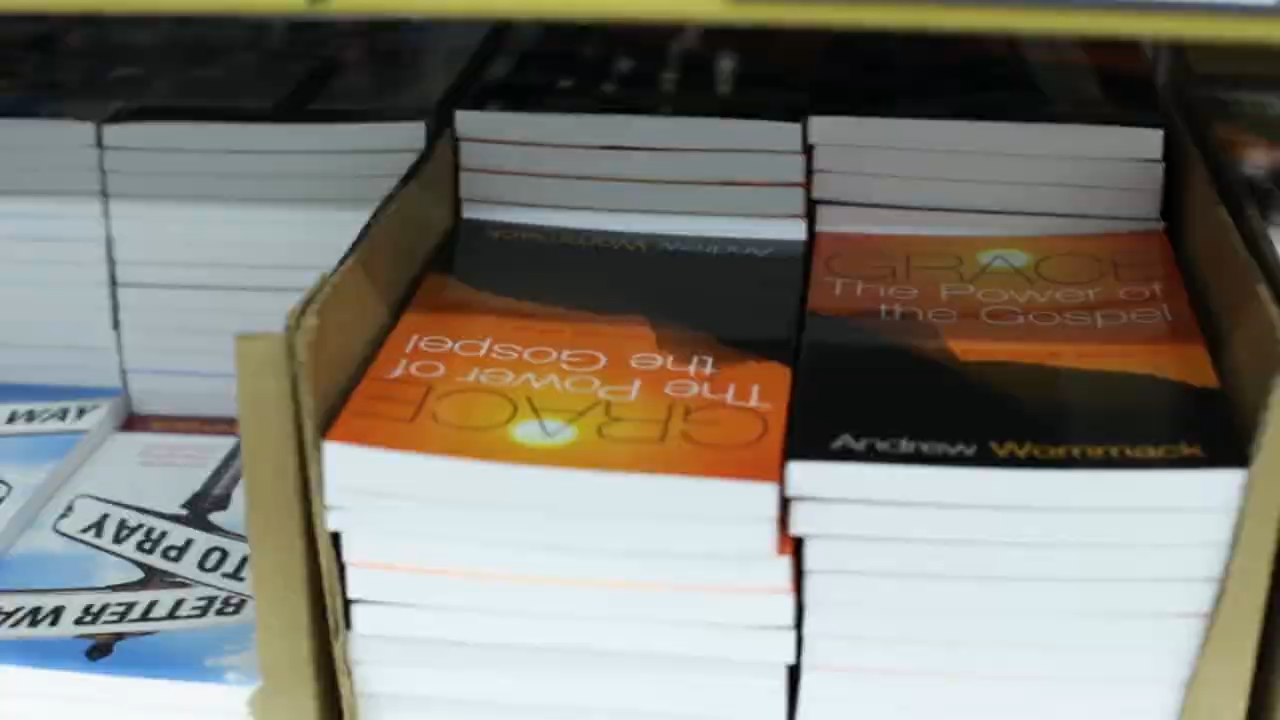 Andrew Wommack
the Gospel
The Power of
GRACE
GRACE
The Power of
the Gospel
Andrew Wommack
WAY
TO PRAY
BETTER WA